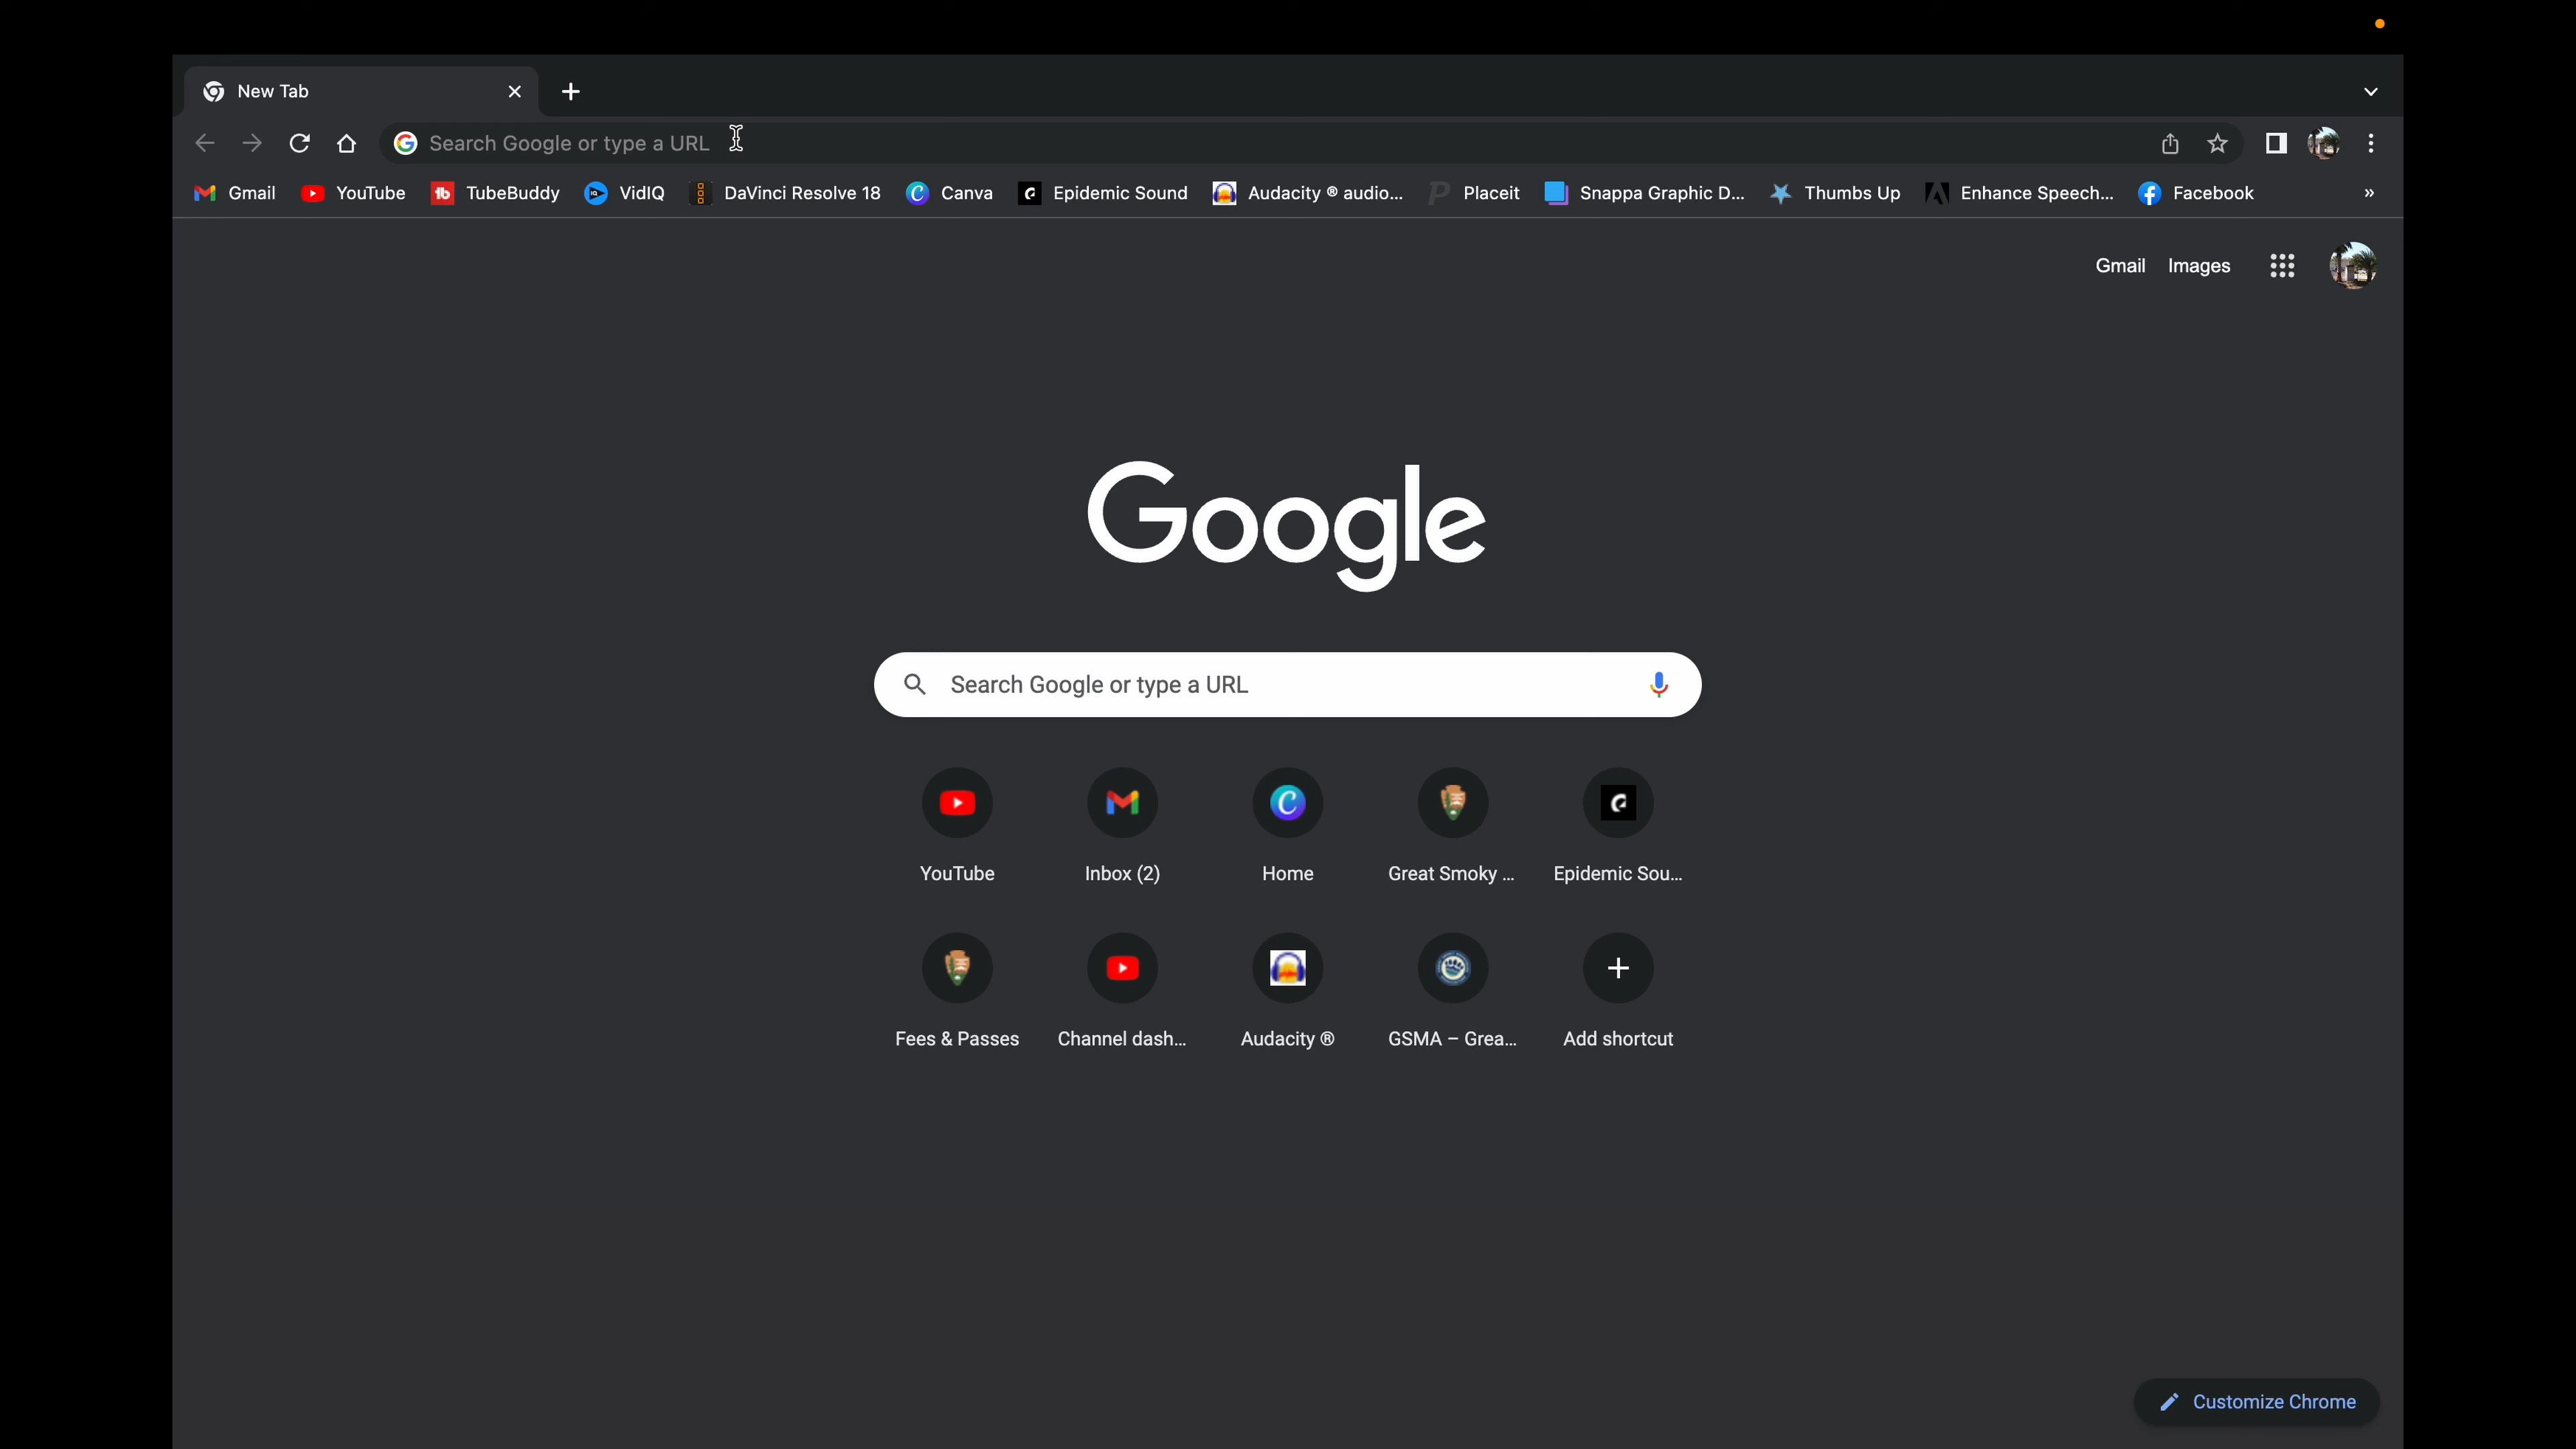 New Tab
Search Google or type a URL
Gmail YouTube TubeBuddy VidIQ DaVinci Resolve 18 Canva Epidemic Sound Audacity ® audio... Placeit Snappa Graphic D... Thumbs Up Enhance Speech... Facebook »
Gmail Images
Google
Search Google or type a URL
YouTube Inbox (2) Home Great Smoky ... Epidemic Sou...
Fees & Passes Channel dash... Audacity ® GSMA – Grea... Add shortcut
Customize Chrome